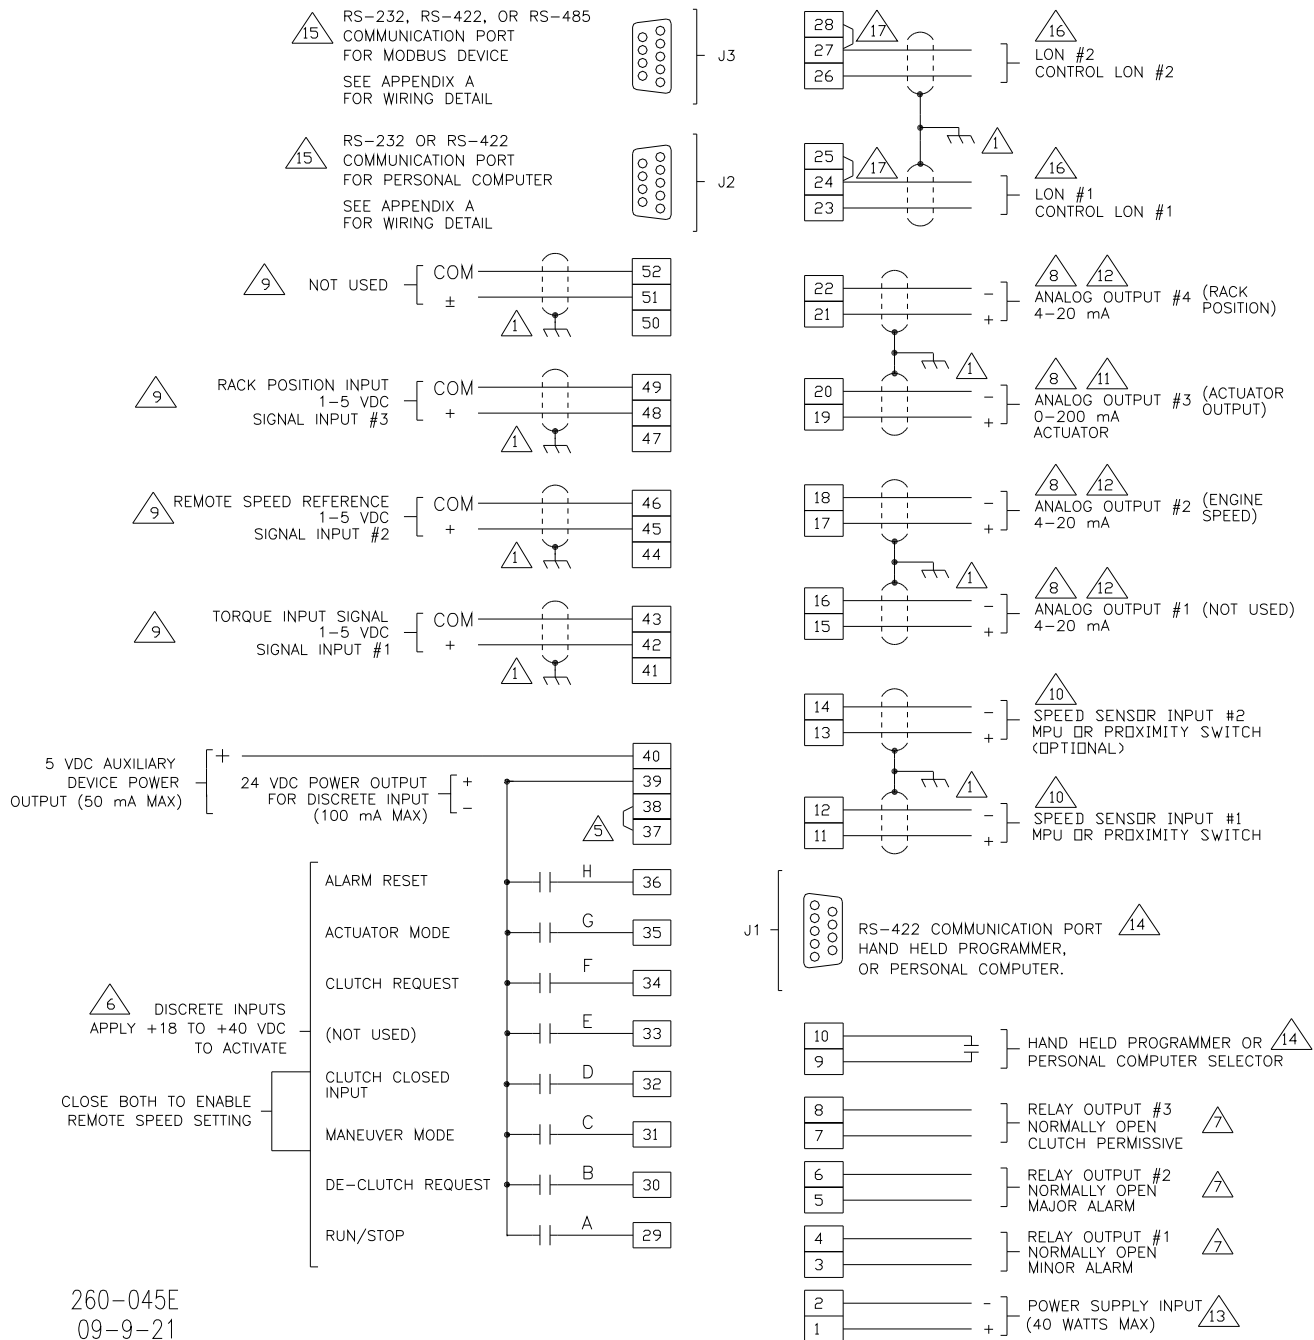 15
RS-232, RS-422, OR RS-485
COMMUNICATION PORT
FOR MODBUS DEVICE
SEE APPENDIX A
FOR WIRING DETAIL
J3
15
RS-232 OR RS-422
COMMUNICATION PORT
FOR PERSONAL COMPUTER
SEE APPENDIX A
FOR WIRING DETAIL
J2
9
NOT USED
COM
±
1
52
51
50
9
RACK POSITION INPUT
1-5 VDC
SIGNAL INPUT #3
COM
+
1
49
48
47
9
REMOTE SPEED REFERENCE
1-5 VDC
SIGNAL INPUT #2
COM
+
1
46
45
44
9
TORQUE INPUT SIGNAL
1-5 VDC
SIGNAL INPUT #1
COM
+
1
43
42
41
5 VDC AUXILIARY
DEVICE POWER
OUTPUT (50 mA MAX)
+
24 VDC POWER OUTPUT
FOR DISCRETE INPUT
(100 mA MAX)
+
-
5
40
39
38
37
ALARM RESET
H
36
ACTUATOR MODE
G
35
CLUTCH REQUEST
F
34
6
DISCRETE INPUTS
APPLY +18 TO +40 VDC
TO ACTIVATE
(NOT USED)
E
33
CLUTCH CLOSED
INPUT
D
32
CLOSE BOTH TO ENABLE
REMOTE SPEED SETTING
MANEUVER MODE
C
31
DE-CLUTCH REQUEST
B
30
RUN/STOP
A
29
260-045E
09-9-21
28
27
26
17
16
LON #2
CONTROL LON #2
1
25
24
23
17
16
LON #1
CONTROL LON #1
22
21
-
+
8
12
ANALOG OUTPUT #4 (RACK
4-20 mA POSITION)
1
20
19
-
+
8
11
ANALOG OUTPUT #3 (ACTUATOR
0-200 mA OUTPUT)
ACTUATOR
18
17
-
+
8
12
ANALOG OUTPUT #2 (ENGINE
4-20 mA SPEED)
1
16
15
-
+
8
12
ANALOG OUTPUT #1 (NOT USED)
4-20 mA
14
13
-
+
10
SPEED SENSOR INPUT #2
MPU OR PROXIMITY SWITCH
(OPTIONAL)
1
12
11
-
+
10
SPEED SENSOR INPUT #1
MPU OR PROXIMITY SWITCH
J1
RS-422 COMMUNICATION PORT
HAND HELD PROGRAMMER,
OR PERSONAL COMPUTER.
14
10
9
HAND HELD PROGRAMMER OR
PERSONAL COMPUTER SELECTOR
14
8
7
RELAY OUTPUT #3
NORMALLY OPEN
CLUTCH PERMISSIVE
7
6
5
RELAY OUTPUT #2
NORMALLY OPEN
MAJOR ALARM
7
4
3
RELAY OUTPUT #1
NORMALLY OPEN
MINOR ALARM
7
2
1
-
+
POWER SUPPLY INPUT
(40 WATTS MAX)
13